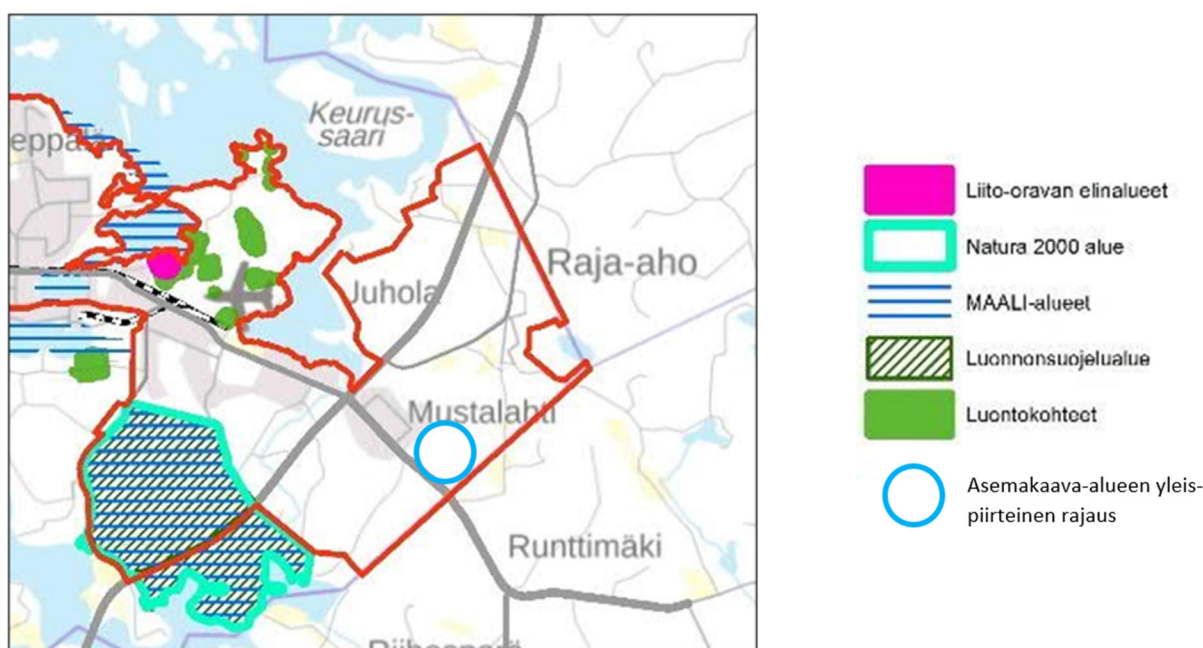 eppälä
Keurus-
saari
Juhola
Raja-aho
Mustalahti
Runttimäki
Liito-oravan elinalueet
Natura 2000 alue
MAALI-alueet
Luonnonsuojelualue
Luontokohteet
Asemakaava-alueen yleis-
piirteinen rajaus